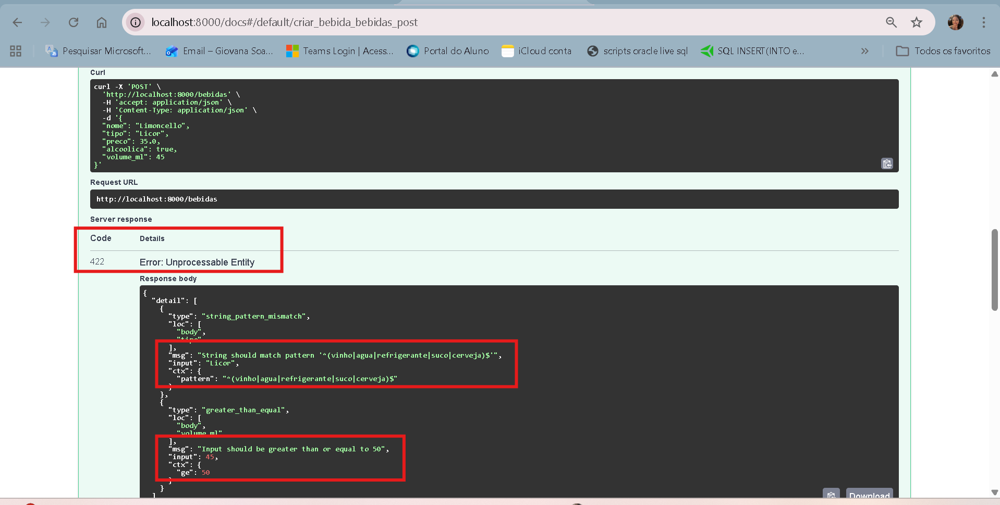 localhost:8000/docs#/default/criar_bebida_bebidas_post
Pesquisar Microsoft...
Email – Giovana Soa...
Teams Login | Acess...
Portal do Aluno
iCloud conta
scripts oracle live sql
SQL INSERT(INTO e...
Todos os favoritos
Curl
curl -X 'POST' \
'http://localhost:8000/bebidas' \
-H 'accept: application/json' \
-H 'Content-Type: application/json' \
-d '{
"nome": "Limoncello",
"tipo": "Licor",
"preco": 35.0,
"alcoolica": true,
"volume_ml": 45
}'
Request URL
http://localhost:8000/bebidas
Server response
Code
Details
422
Error: Unprocessable Entity
Response body
{
"detail": [
{
"type": "string_pattern_mismatch",
"loc": [
"body",
"tipo"
],
"msg": "String should match pattern '^(vinho|agua|refrigerante|suco|cerveja)$'",
"input": "Licor",
"ctx": {
"pattern": "^(vinho|agua|refrigerante|suco|cerveja)$"
}
},
{
"type": "greater_than_equal",
"loc": [
"body",
"volume_ml"
],
"msg": "Input should be greater than or equal to 50",
"input": 45,
"ctx": {
"ge": 50
}
}
]
Download